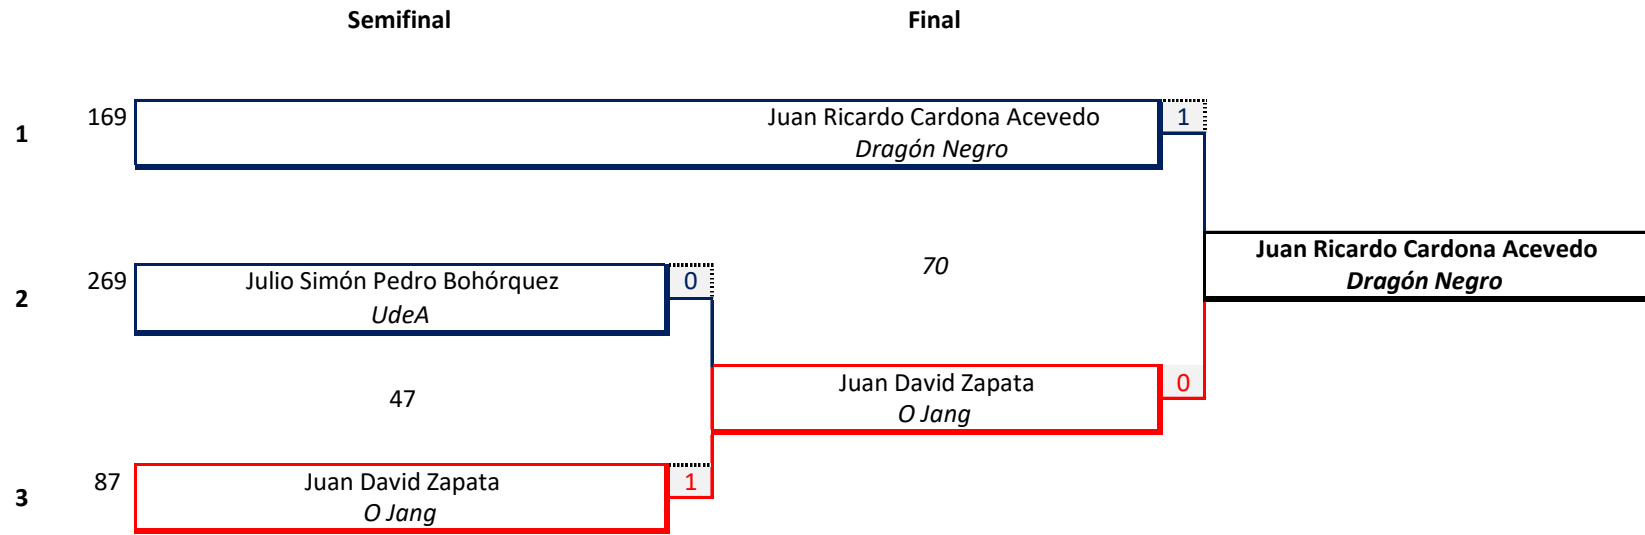 Semifinal
Final
169
Juan Ricardo Cardona Acevedo
1
1
Dragón Negro
269
Julio Simón Pedro Bohórquez
0
70
Juan Ricardo Cardona Acevedo
2
UdeA
Dragón Negro
47
Juan David Zapata
0
O Jang
87
Juan David Zapata
1
3
O Jang